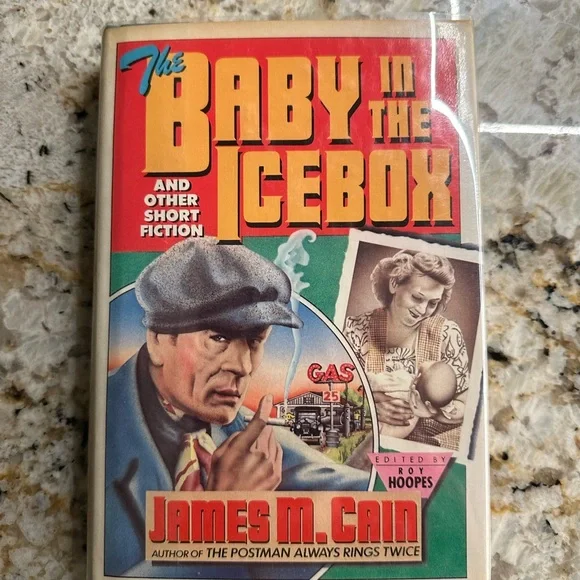 The
BABY IN
THE
ICEBOX
AND
OTHER
SHORT
FICTION
GAS
25
EDITED BY
ROY
HOOPES
JAMES M. CAIN
AUTHOR OF THE POSTMAN ALWAYS RINGS TWICE